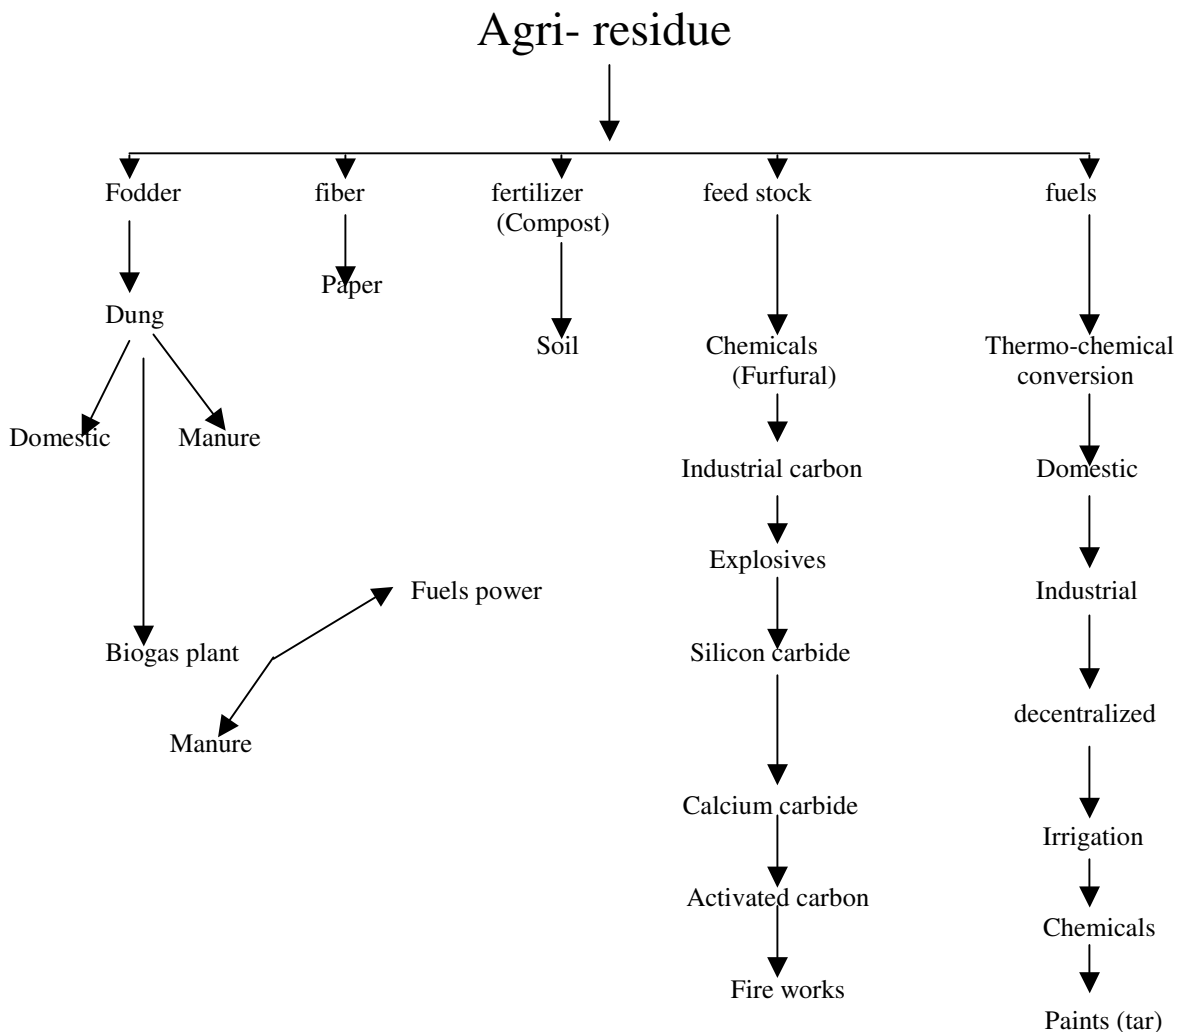 Agri- residue
Fodder
fiber
fertilizer
(Compost)
feed stock
fuels
Paper
Dung
Soil
Chemicals
(Furfural)
Thermo-chemical
conversion
Domestic
Manure
Industrial carbon
Domestic
Explosives
Fuels power
Industrial
Biogas plant
Silicon carbide
decentralized
Manure
Calcium carbide
Irrigation
Activated carbon
Chemicals
Fire works
Paints (tar)